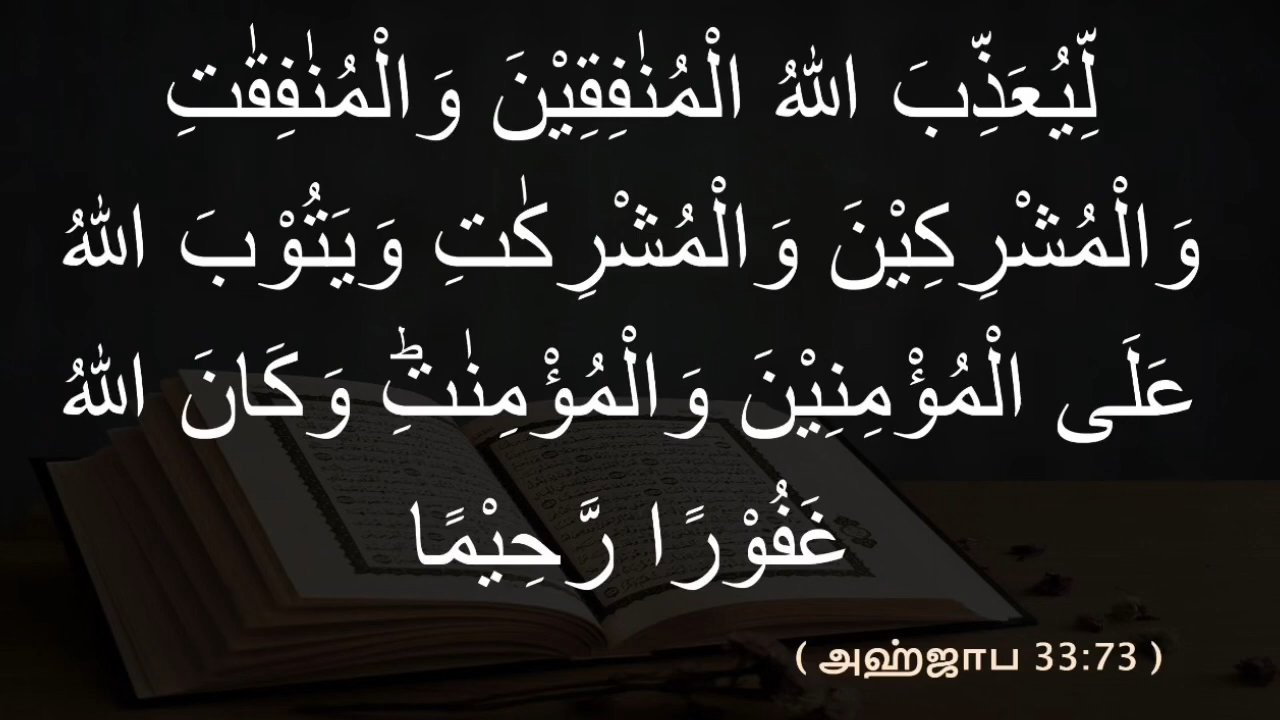 لِّيُعَذِّبَ اللّٰهُ الْمُنٰفِقِيْنَ وَالْمُنٰفِقٰتِ
وَالْمُشْرِكِيْنَ وَالْمُشْرِكٰتِ وَيَتُوْبَ اللّٰهُ
عَلَى الْمُؤْمِنِيْنَ وَالْمُؤْمِنٰتِؕ وَكَانَ اللّٰهُ
غَفُوْرًا رَّحِيْمًا
( அஹ்ஜாப 33:73 )